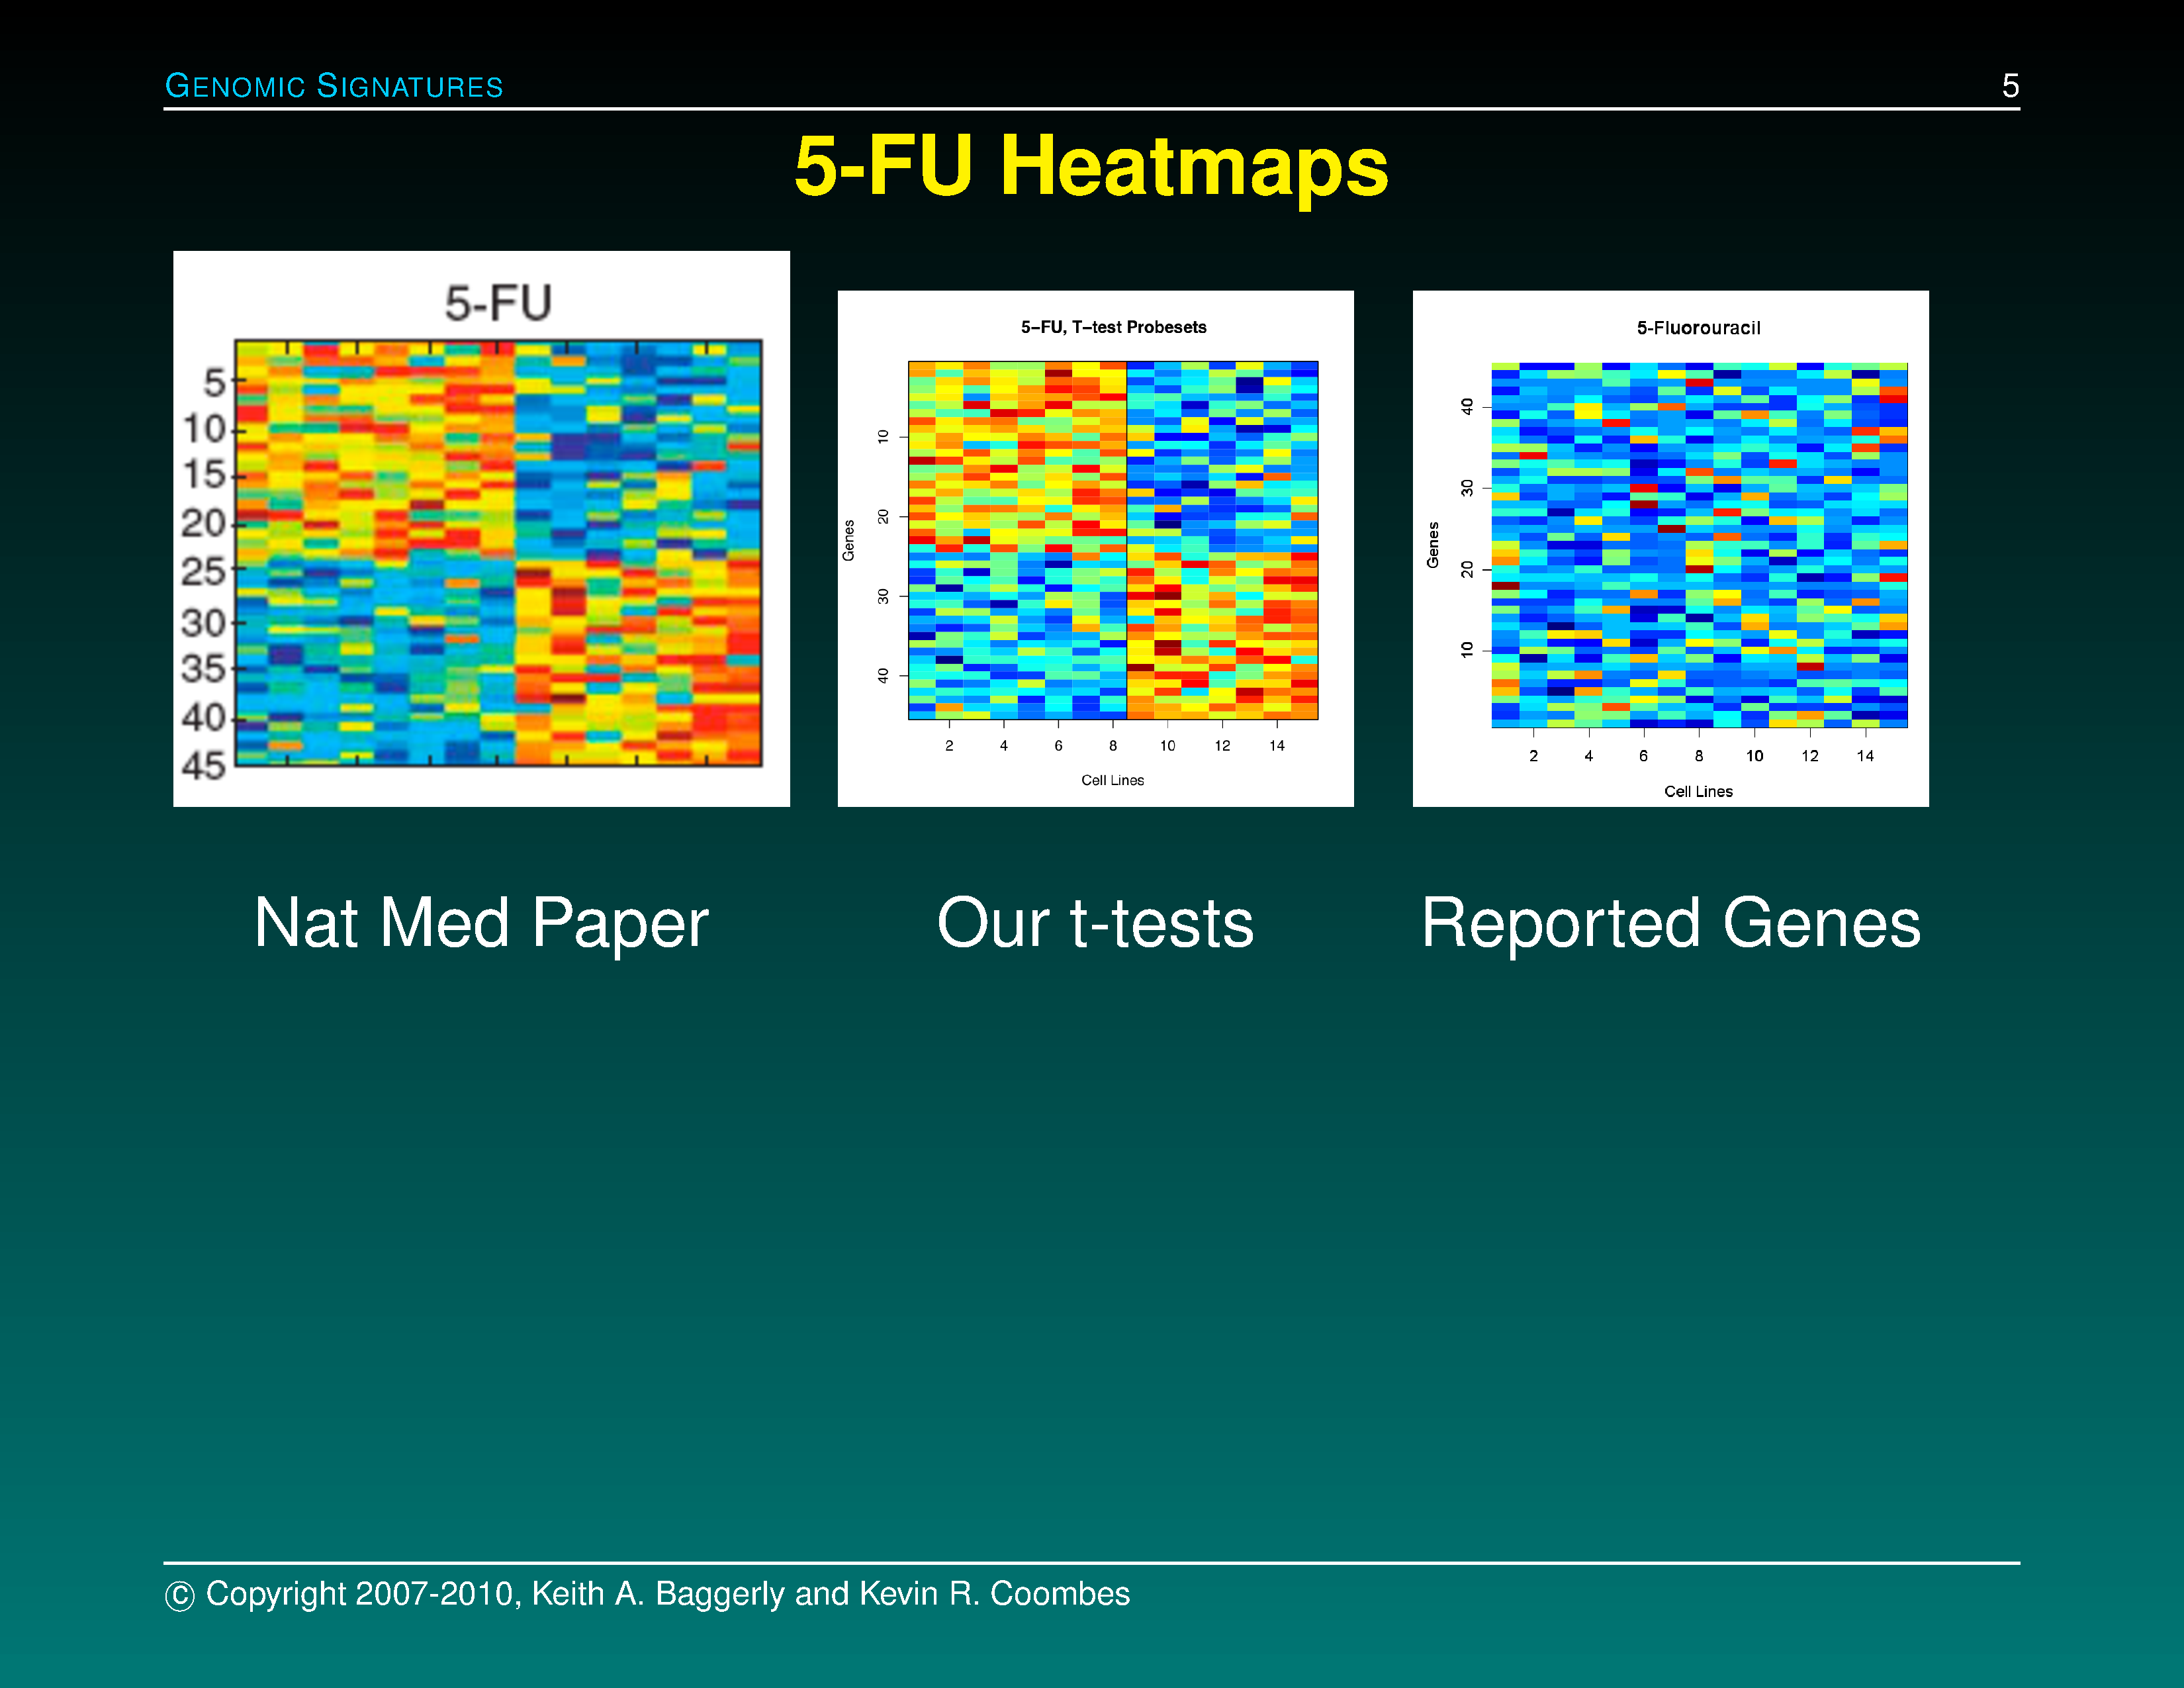 GENOMIC SIGNATURES 5
5-FU Heatmaps
5-FU
5
10
15
20
25
30
35
40
45
5–FU, T–test Probesets
Genes
10
20
30
40
2 4 6 8 10 12 14
Cell Lines
5-Fluorouracil
Genes
40
30
20
10
2 4 6 8 10 12 14
Cell Lines
Nat Med Paper
Our t-tests
Reported Genes
© Copyright 2007-2010, Keith A. Baggerly and Kevin R. Coombes